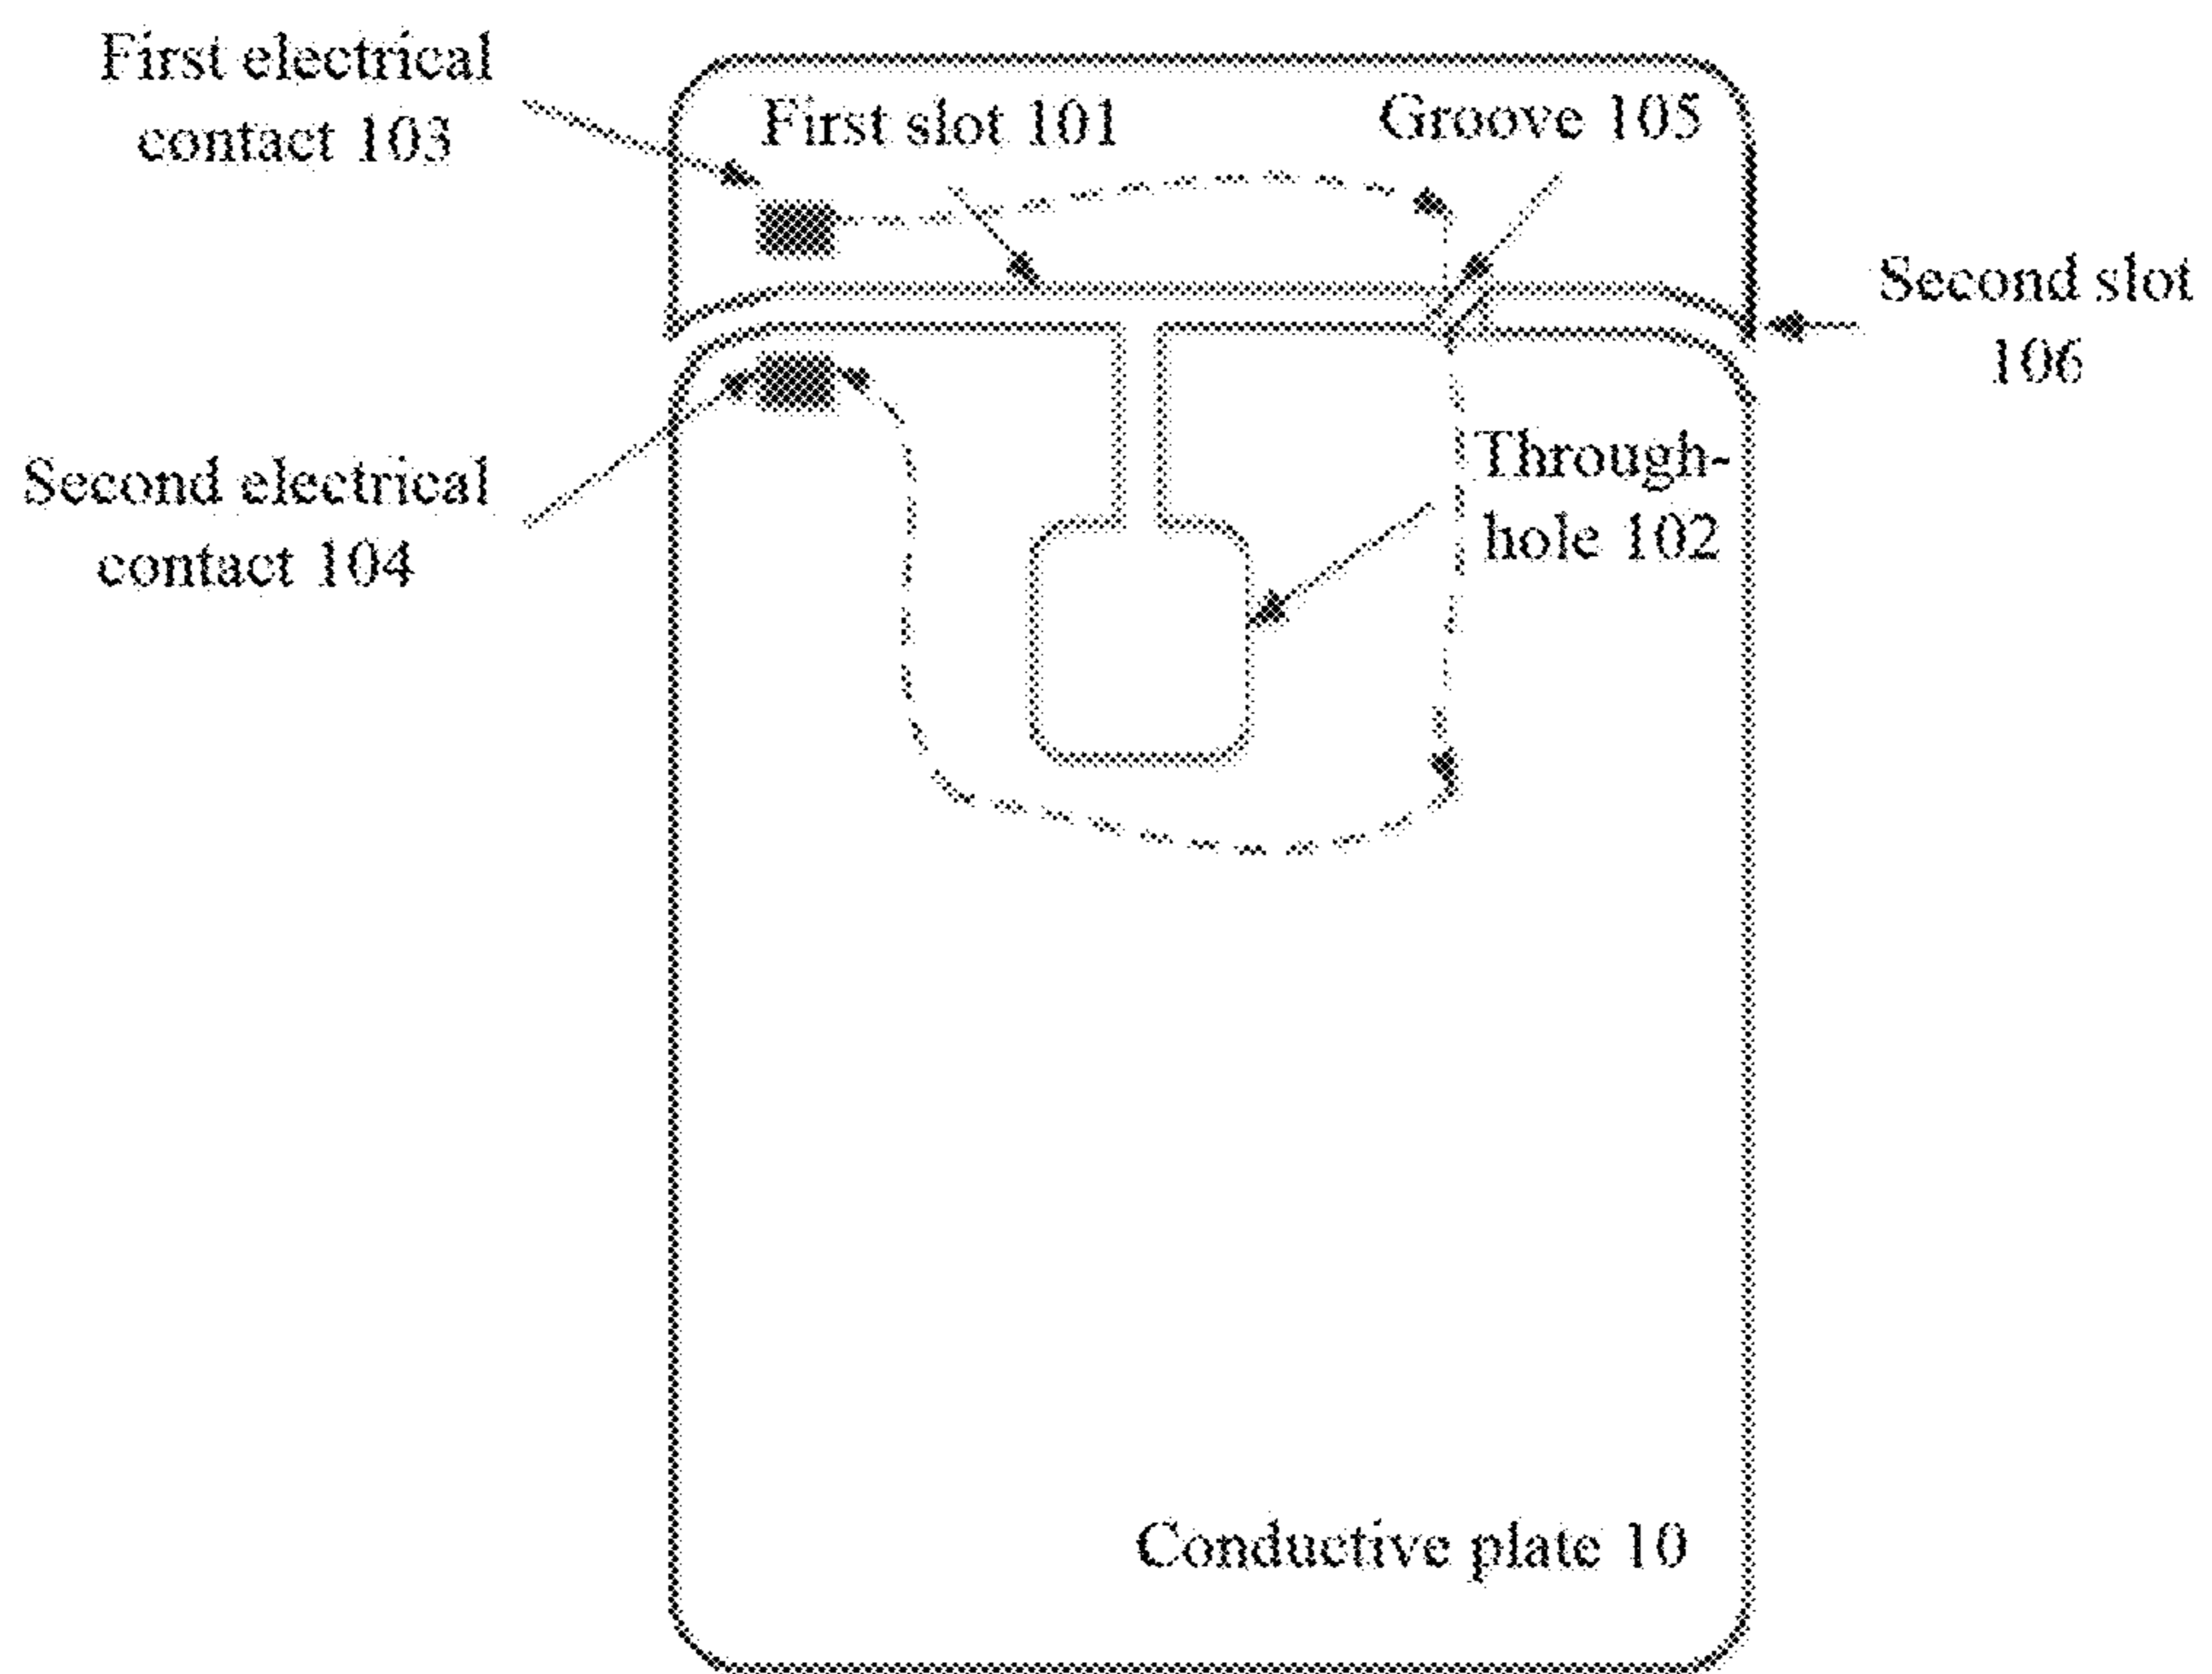 First electrical
contact 103
First slot 101
Groove 105
Second slot
106
Second electrical
contact 104
Through-
hole 102
Conductive plate 10